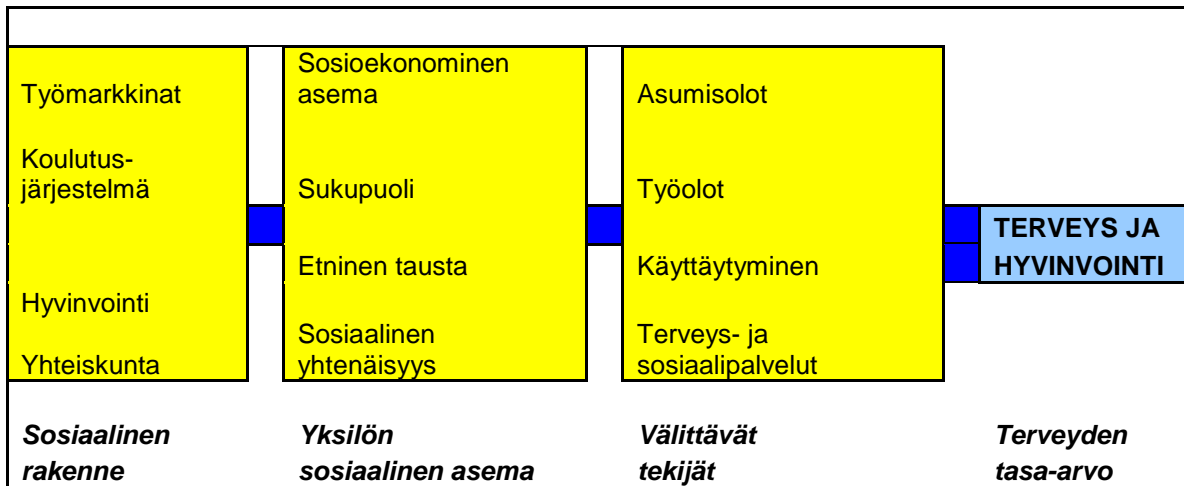 Työmarkkinat
Koulutus-
järjestelmä
Hyvinvointi
Yhteiskunta
Sosioekonominen
asema
Sukupuoli
Etninen tausta
Sosiaalinen
yhtenäisyys
Asumisolot
Työolot
Käyttäytyminen
Terveys- ja
sosiaalipalvelut
TERVEYS JA
HYVINVOINTI
Sosiaalinen
rakenne
Yksilön
sosiaalinen asema
Välittävät
tekijät
Terveyden
tasa-arvo